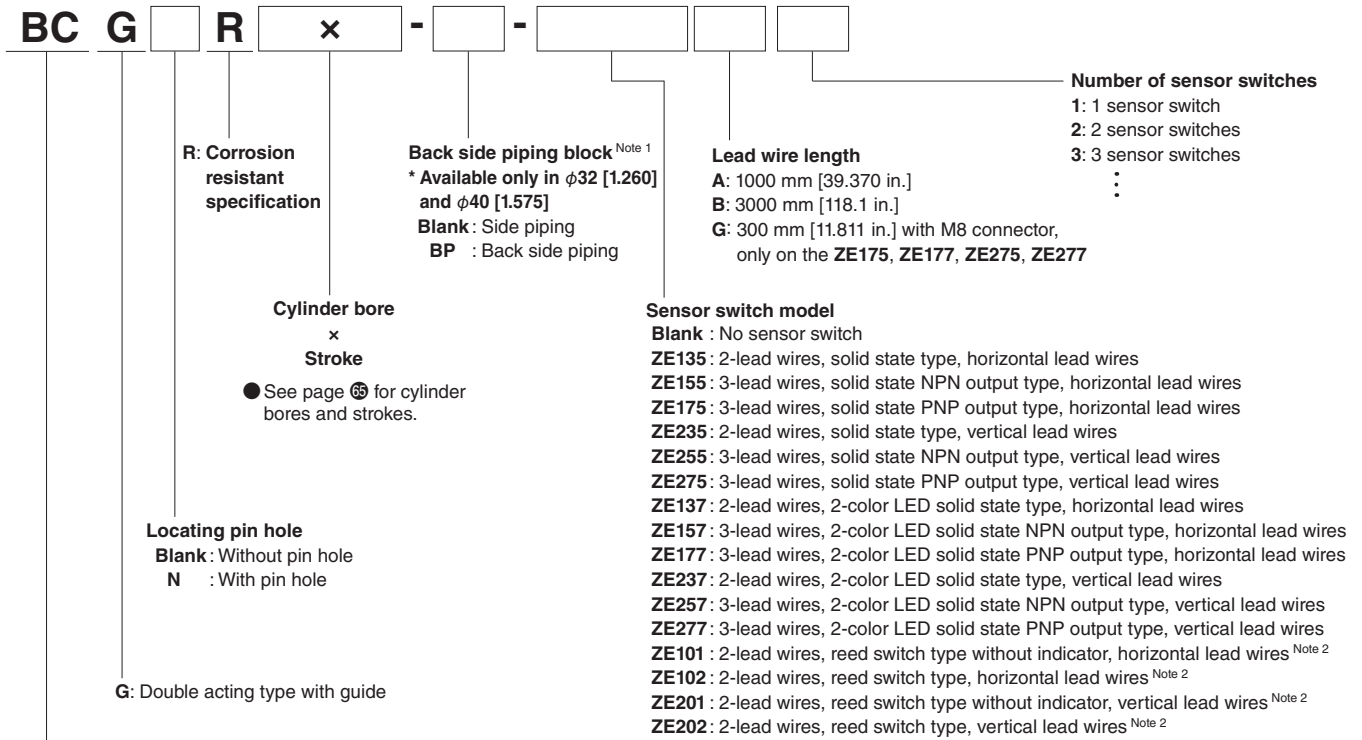 BC G R × - -
Number of sensor switches
1: 1 sensor switch
2: 2 sensor switches
3: 3 sensor switches
R: Corrosion
resistant
specification
Back side piping block Note 1
* Available only in φ32 [1.260]
and φ40 [1.575]
Blank : Side piping
BP : Back side piping
Lead wire length
A: 1000 mm [39.370 in.]
B: 3000 mm [118.1 in.]
G: 300 mm [11.811 in.] with M8 connector,
only on the ZE175, ZE177, ZE275, ZE277
Cylinder bore
×
Stroke
● See page 65 for cylinder
bores and strokes.
Sensor switch model
Blank : No sensor switch
ZE135 : 2-lead wires, solid state type, horizontal lead wires
ZE155 : 3-lead wires, solid state NPN output type, horizontal lead wires
ZE175 : 3-lead wires, solid state PNP output type, horizontal lead wires
ZE235 : 2-lead wires, solid state type, vertical lead wires
ZE255 : 3-lead wires, solid state NPN output type, vertical lead wires
ZE275 : 3-lead wires, solid state PNP output type, vertical lead wires
ZE137 : 2-lead wires, 2-color LED solid state type, horizontal lead wires
ZE157 : 3-lead wires, 2-color LED solid state NPN output type, horizontal lead wires
ZE177 : 3-lead wires, 2-color LED solid state PNP output type, horizontal lead wires
ZE237 : 2-lead wires, 2-color LED solid state type, vertical lead wires
ZE257 : 3-lead wires, 2-color LED solid state NPN output type, vertical lead wires
ZE277 : 3-lead wires, 2-color LED solid state PNP output type, vertical lead wires
ZE101 : 2-lead wires, reed switch type without indicator, horizontal lead wires Note 2
ZE102 : 2-lead wires, reed switch type, horizontal lead wires Note 2
ZE201 : 2-lead wires, reed switch type without indicator, vertical lead wires Note 2
ZE202 : 2-lead wires, reed switch type, vertical lead wires Note 2
Locating pin hole
Blank : Without pin hole
N : With pin hole
G: Double acting type with guide